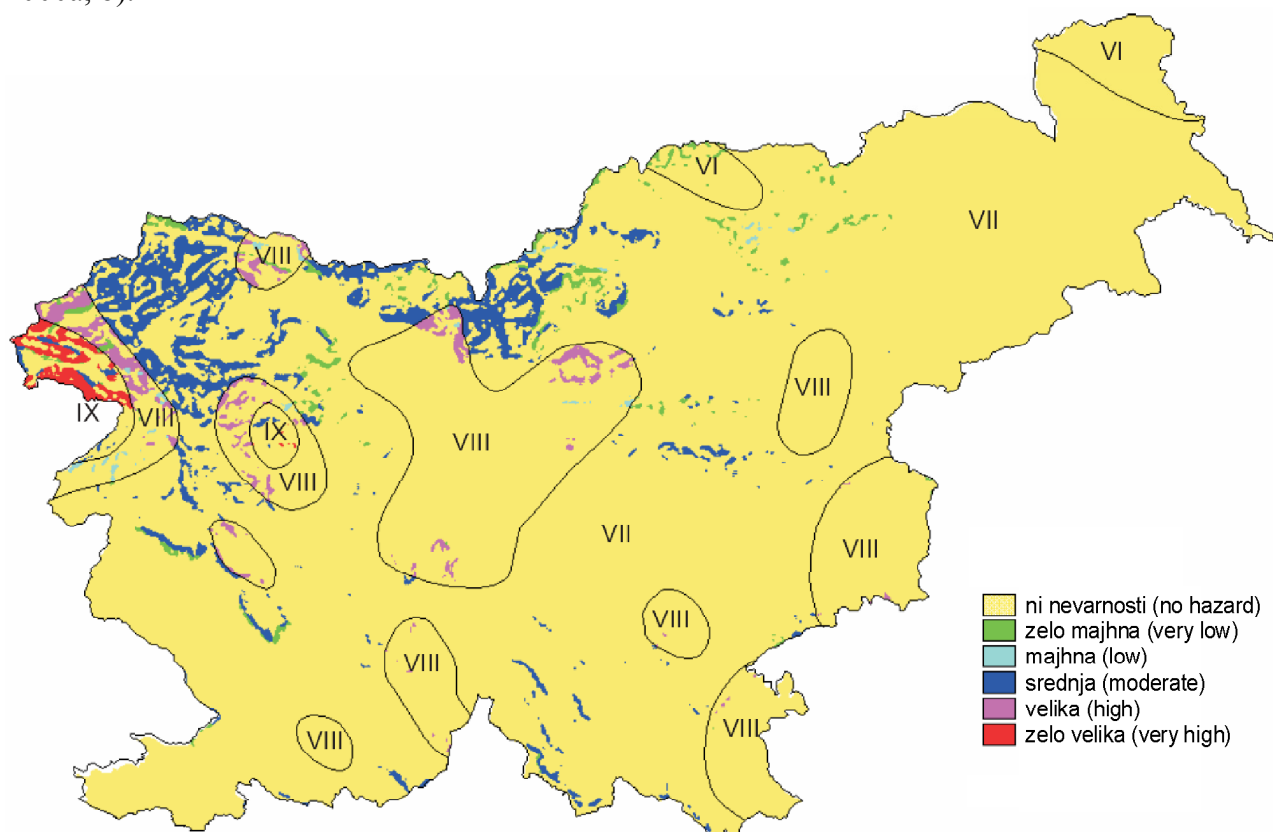 VI
VI
VII
VIII
VIII
IX
VIII
IX
VIII
VIII
VII
VIII
VIII
VIII
VIII
VIII
ni nevarnosti (no hazard)
zelo majhna (very low)
majhna (low)
srednja (moderate)
velika (high)
zelo velika (very high)